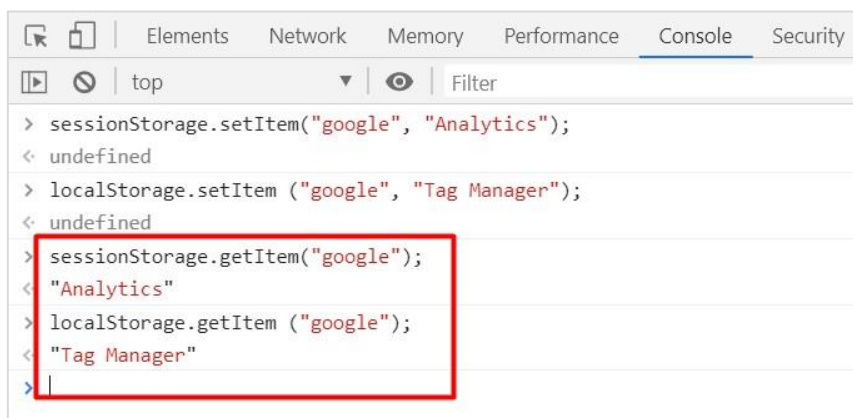 Elements Network Memory Performance Console Security
top Filter
> sessionStorage.setItem("google", "Analytics");
< undefined
> localStorage.setItem ("google", "Tag Manager");
< undefined
> sessionStorage.getItem("google");
< "Analytics"
> localStorage.getItem ("google");
< "Tag Manager"
>